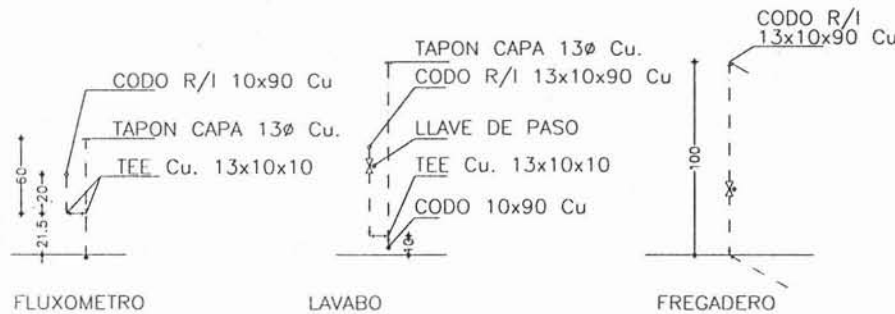 CODO R/I 10x90 Cu
TAPON CAPA 13ø Cu.
TEE Cu. 13x10x10
60
20
21.5
FLUXOMETRO
TAPON CAPA 13ø Cu.
CODO R/I 13x10x90 Cu
LLAVE DE PASO
TEE Cu. 13x10x10
CODO 10x90 Cu
10
LAVABO
CODO R/I
13x10x90 Cu
100
FREGADERO